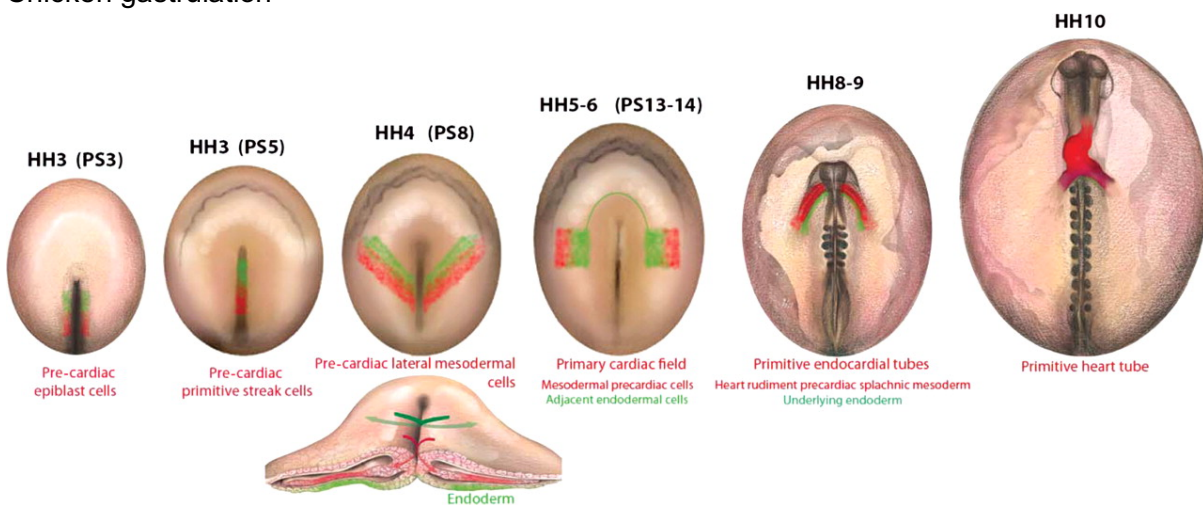 Chicken gastrulation
HH3 (PS3)
Pre-cardiac
epiblast cells
HH3 (PS5)
Pre-cardiac
primitive streak cells
HH4 (PS8)
Pre-cardiac lateral mesodermal
cells
Endoderm
HH5-6 (PS13-14)
Primary cardiac field
Mesodermal precardiac cells
Adjacent endodermal cells
HH8-9
Primitive endocardial tubes
Heart rudiment precardiac splachnic mesoderm
Underlying endoderm
HH10
Primitive heart tube